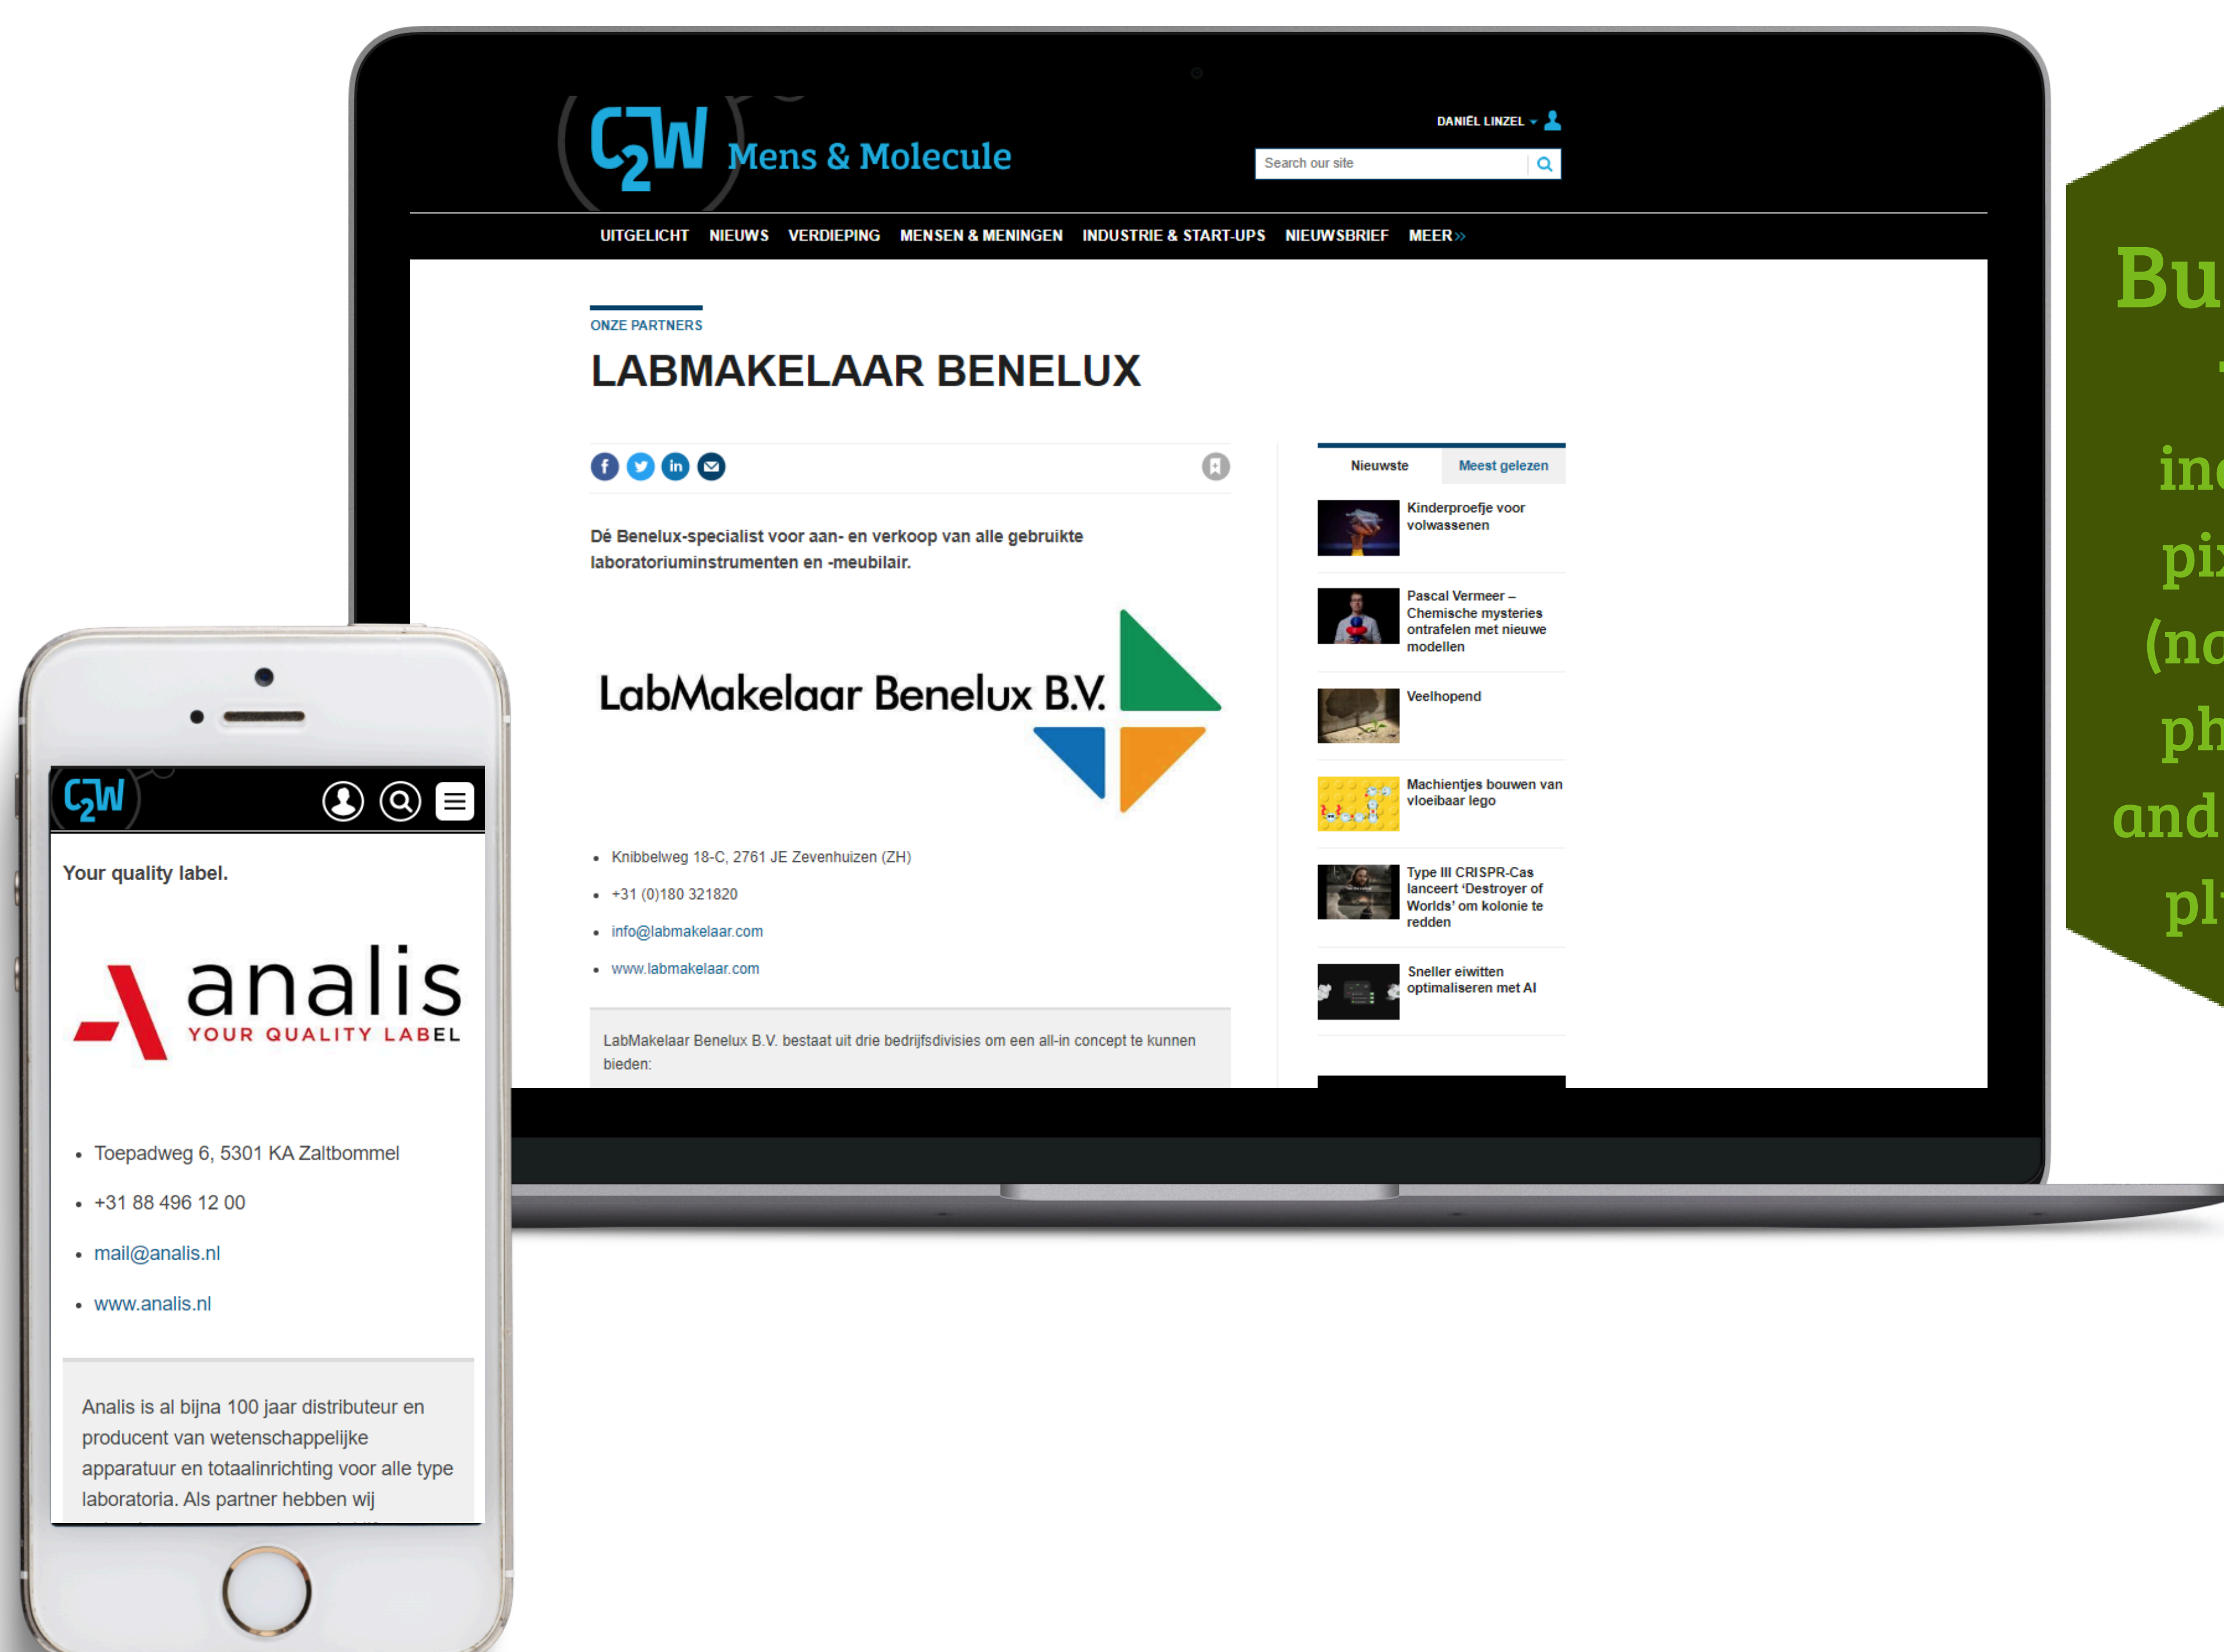 C2W Mens & Molecule
DANIËL LINZEL
Search our site
UITGELICHT NIEUWS VERDIEPING MENSEN & MENINGEN INDUSTRIE & START-UPS NIEUWSBRIEF MEER»
ONZE PARTNERS
LABMAKELAAR BENELUX
Dé Benelux-specialist voor aan- en verkoop van alle gebruikte
laboratoriuminstrumenten en -meubilair.
LabMakelaar Benelux B.V.
• Knibbelweg 18-C, 2761 JE Zevenhuizen (ZH)
• +31 (0)180 321820
• info@labmakelaar.com
• www.labmakelaar.com
LabMakelaar Benelux B.V. bestaat uit drie bedrijfsdivisies om een all-in concept te kunnen
bieden:
Nieuwste Meest gelezen
Kinderproefje voor
volwassenen
Pascal Vermeer –
Chemische mysteries
ontrafelen met nieuwe
modellen
Veelhopend
Machientjes bouwen van
vloeibaar lego
Type III CRISPR-Cas
lanceert ‘Destroyer of
Worlds’ om kolonie te
redden
Sneller eiwitten
optimaliseren met AI
C2W
Your quality label.
analis
YOUR QUALITY LABEL
• Toepadweg 6, 5301 KA Zaltbommel
• +31 88 496 12 00
• mail@analis.nl
• www.analis.nl
Analis is al bijna 100 jaar distributeur en
producent van wetenschappelijke
apparatuur en totaalinrichting voor alle type
laboratoria. Als partner hebben wij
Bu
pi
(no
ph
and
pl